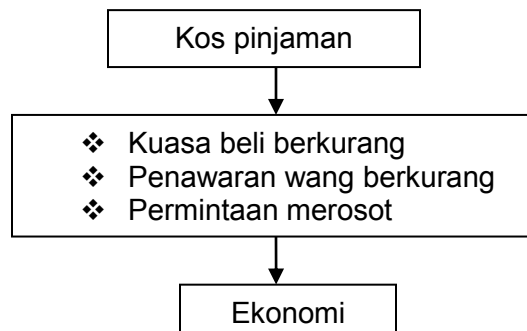 Kos pinjaman
❖ Kuasa beli berkurang
❖ Penawaran wang berkurang
❖ Permintaan merosot
Ekonomi